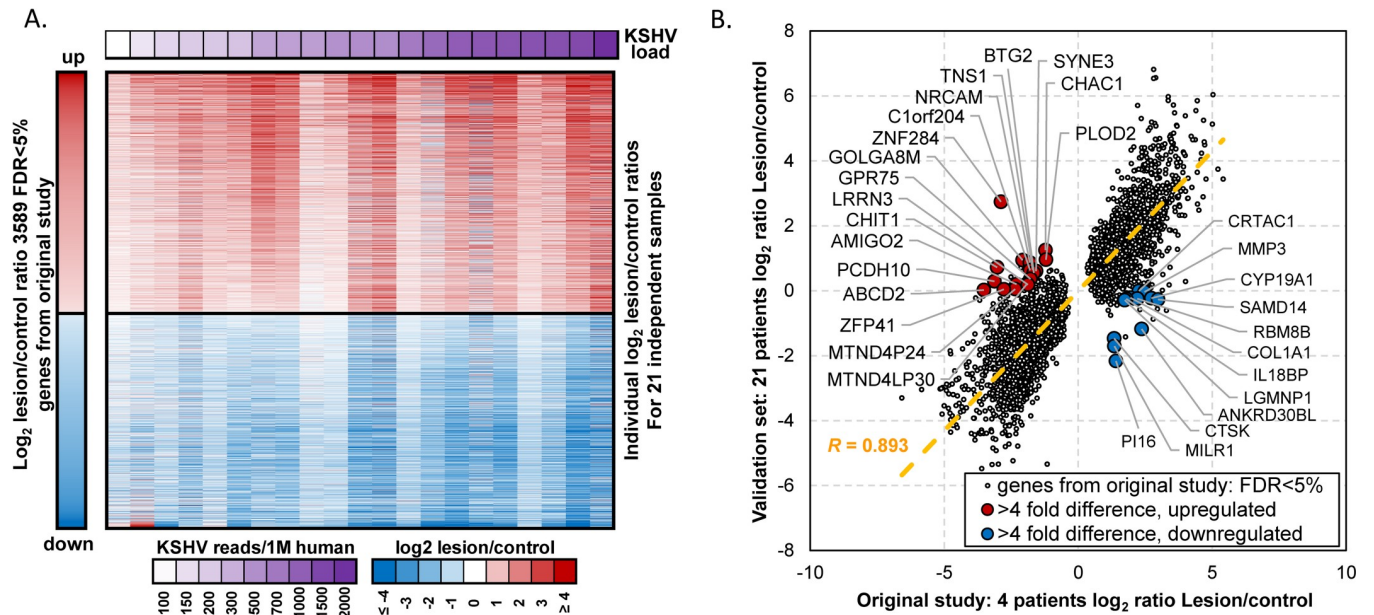 A.
KSHV
load
up
down
Log2 lesion/control ratio 3589 FDR<5%
genes from original study
Individual log2 lesion/control ratios
For 21 independent samples
KSHV reads/1M human
100
150
200
300
500
700
1000
1500
2000
log2 lesion/control
≤ -4
-3
-2
-1
0
1
2
3
≥ 4
B.
Validation set: 21 patients log2 ratio Lesion/control
8
6
4
2
0
-2
-4
-6
-8
-10
-5
0
5
10
Original study: 4 patients log2 ratio Lesion/control
BTG2
SYNE3
TNS1
CHAC1
NRCAM
C1orf204
ZNF284
PLOD2
GOLGA8M
GPR75
LRRN3
CHIT1
AMIGO2
PCDH10
ABCD2
ZFP41
MTND4P24
MTND4LP30
CRTAC1
MMP3
CYP19A1
SAMD14
RBM8B
COL1A1
IL18BP
LGMNP1
ANKRD30BL
CTSK
MILR1
PI16
R = 0.893
genes from original study: FDR<5%
>4 fold difference, upregulated
>4 fold difference, downregulated